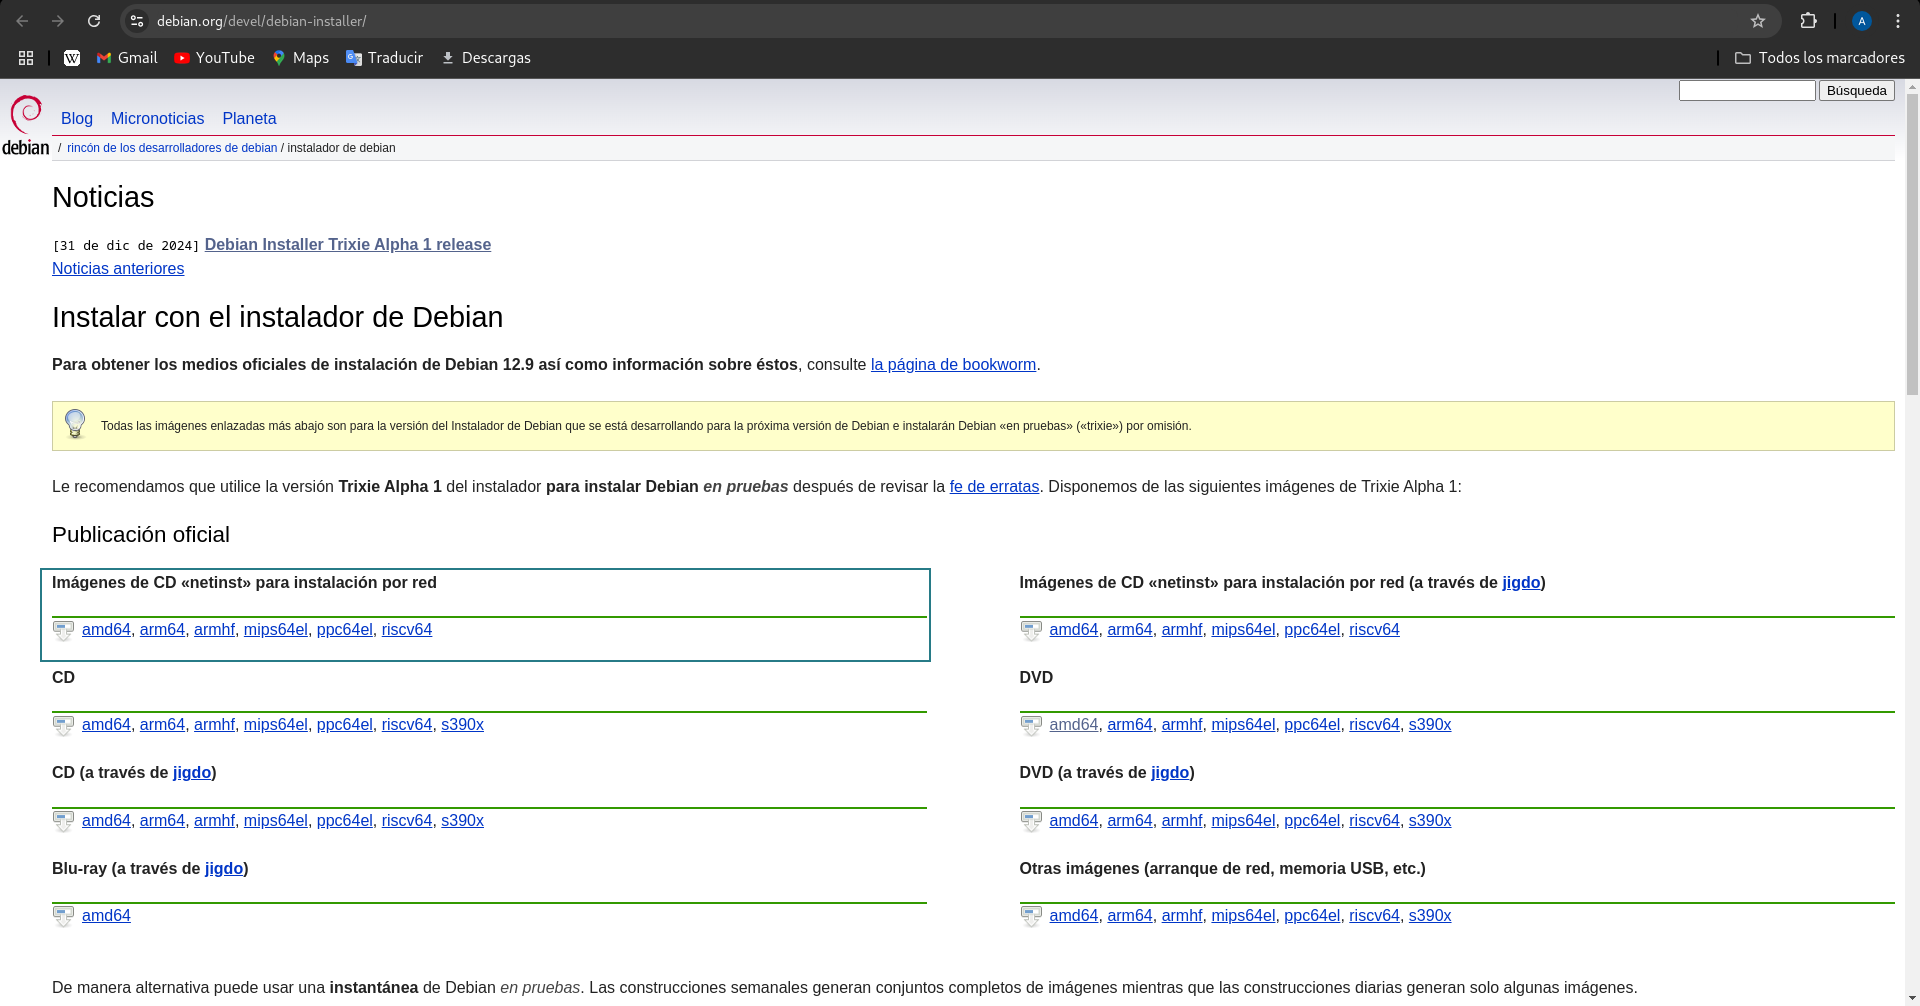 debian.org/devel/debian-installer/
A
W
Gmail
YouTube
Maps
Traducir
Descargas
Todos los marcadores
Búsqueda
debian
Blog Micronoticias Planeta
/ rincón de los desarrolladores de debian / instalador de debian
Noticias
[31 de dic de 2024] Debian Installer Trixie Alpha 1 release
Noticias anteriores
Instalar con el instalador de Debian
Para obtener los medios oficiales de instalación de Debian 12.9 así como información sobre éstos, consulte la página de bookworm.
Todas las imágenes enlazadas más abajo son para la versión del Instalador de Debian que se está desarrollando para la próxima versión de Debian e instalarán Debian «en pruebas» («trixie») por omisión.
Le recomendamos que utilice la versión Trixie Alpha 1 del instalador para instalar Debian en pruebas después de revisar la fe de erratas. Disponemos de las siguientes imágenes de Trixie Alpha 1:
Publicación oficial
Imágenes de CD «netinst» para instalación por red
amd64, arm64, armhf, mips64el, ppc64el, riscv64
Imágenes de CD «netinst» para instalación por red (a través de jigdo)
amd64, arm64, armhf, mips64el, ppc64el, riscv64
CD
amd64, arm64, armhf, mips64el, ppc64el, riscv64, s390x
DVD
amd64, arm64, armhf, mips64el, ppc64el, riscv64, s390x
CD (a través de jigdo)
amd64, arm64, armhf, mips64el, ppc64el, riscv64, s390x
DVD (a través de jigdo)
amd64, arm64, armhf, mips64el, ppc64el, riscv64, s390x
Blu-ray (a través de jigdo)
amd64
Otras imágenes (arranque de red, memoria USB, etc.)
amd64, arm64, armhf, mips64el, ppc64el, riscv64, s390x
De manera alternativa puede usar una instantánea de Debian en pruebas. Las construcciones semanales generan conjuntos completos de imágenes mientras que las construcciones diarias generan solo algunas imágenes.